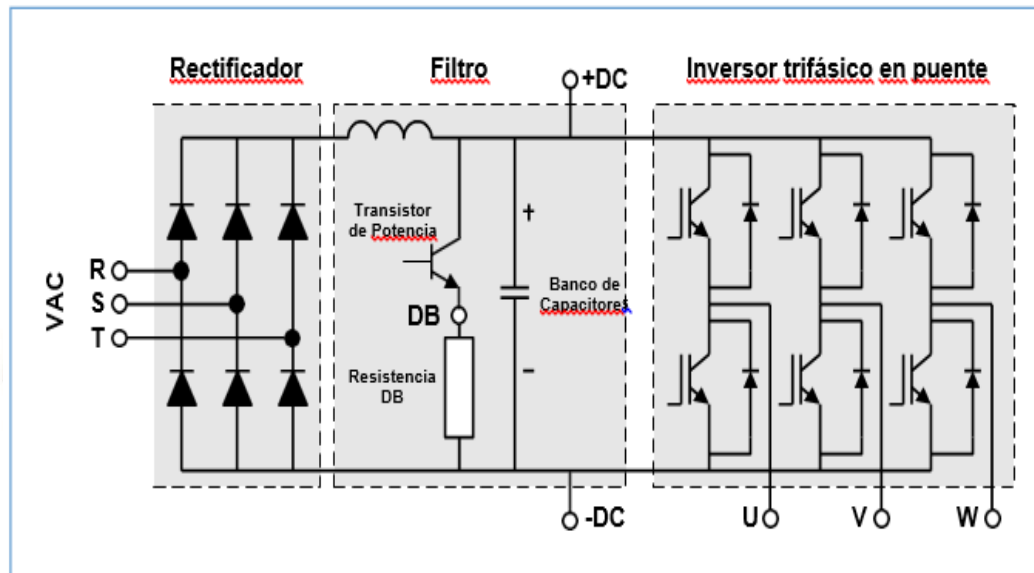 Rectificador
Filtro
+DC
Inversor trifásico en puente
Transistor
de Potencia
+
VAC
R
S
T
DB
Banco de
Capacitores
Resistencia
DB
-
-DC
U
V
W